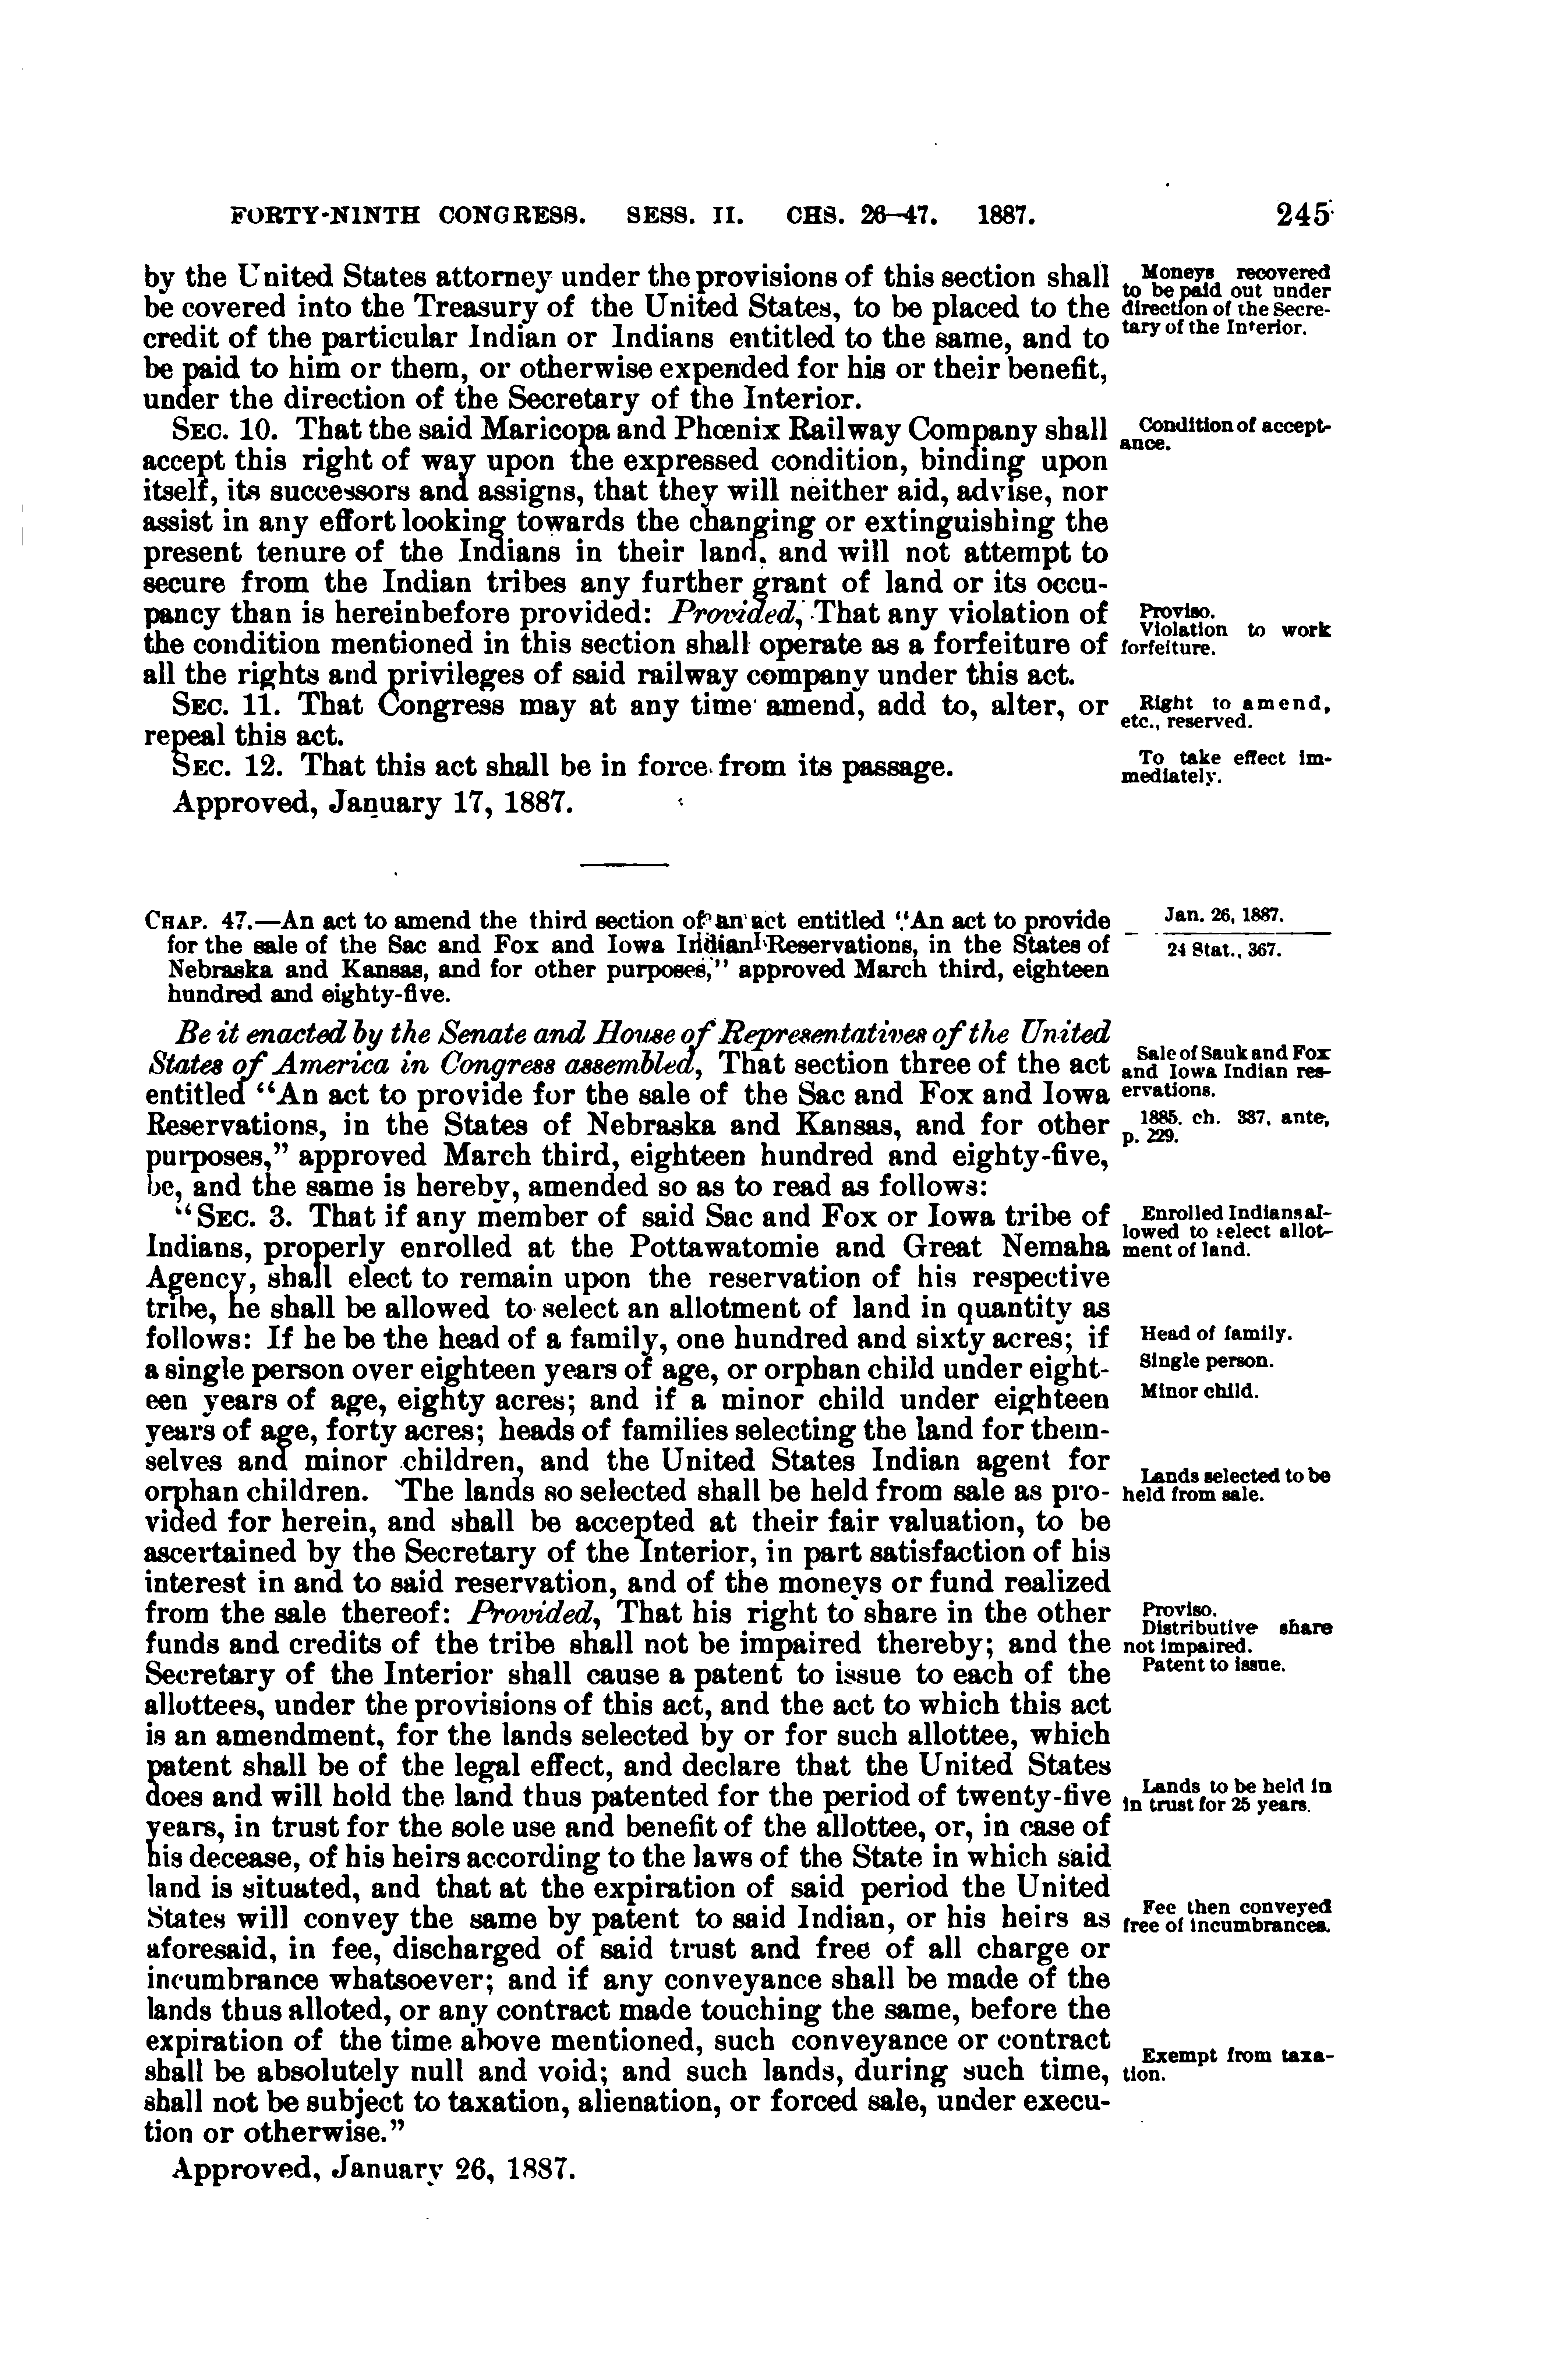 FORTY-NINTH CONGRESS. SESS. II. CHS. 26–47. 1887. 245
by the United States attorney under the provisions of this section shall
be covered into the Treasury of the United States, to be placed to the
credit of the particular Indian or Indians entitled to the same, and to
be paid to him or them, or otherwise expended for his or their benefit,
under the direction of the Secretary of the Interior.
Moneys recovered
to be paid out under
direction of the Secre-
tary of the Interior.
SEC. 10. That the said Maricopa and Phœnix Railway Company shall
accept this right of way upon the expressed condition, binding upon
itself, its successors and assigns, that they will neither aid, advise, nor
assist in any effort looking towards the changing or extinguishing the
present tenure of the Indians in their land, and will not attempt to
secure from the Indian tribes any further grant of land or its occu-
pancy than is hereinbefore provided: Provided, That any violation of
the condition mentioned in this section shall operate as a forfeiture of
all the rights and privileges of said railway company under this act.
Condition of accept-
ance.
Proviso.
Violation to work
forfeiture.
SEC. 11. That Congress may at any time amend, add to, alter, or
repeal this act.
Right to amend,
etc., reserved.
SEC. 12. That this act shall be in force from its passage.
To take effect im-
mediately.
Approved, January 17, 1887.
CHAP. 47.—An act to amend the third section of an act entitled "An act to provide
for the sale of the Sac and Fox and Iowa Indian Reservations, in the States of
Nebraska and Kansas, and for other purposes," approved March third, eighteen
hundred and eighty-five.
Jan. 26, 1887.
24 Stat., 367.
Be it enacted by the Senate and House of Representatives of the United
States of America in Congress assembled, That section three of the act
entitled "An act to provide for the sale of the Sac and Fox and Iowa
Reservations, in the States of Nebraska and Kansas, and for other
purposes," approved March third, eighteen hundred and eighty-five,
be, and the same is hereby, amended so as to read as follows:
Sale of Sauk and Fox
and Iowa Indian res-
ervations.
1885. ch. 337, ante,
p. 229.
"SEC. 3. That if any member of said Sac and Fox or Iowa tribe of
Indians, properly enrolled at the Pottawatomie and Great Nemaha
Agency, shall elect to remain upon the reservation of his respective
tribe, he shall be allowed to select an allotment of land in quantity as
follows: If he be the head of a family, one hundred and sixty acres; if
a single person over eighteen years of age, or orphan child under eight-
een years of age, eighty acres; and if a minor child under eighteen
years of age, forty acres; heads of families selecting the land for them-
selves and minor children, and the United States Indian agent for
orphan children. The lands so selected shall be held from sale as pro-
vided for herein, and shall be accepted at their fair valuation, to be
ascertained by the Secretary of the Interior, in part satisfaction of his
interest in and to said reservation, and of the moneys or fund realized
from the sale thereof: Provided, That his right to share in the other
funds and credits of the tribe shall not be impaired thereby; and the
Secretary of the Interior shall cause a patent to issue to each of the
allottees, under the provisions of this act, and the act to which this act
is an amendment, for the lands selected by or for such allottee, which
patent shall be of the legal effect, and declare that the United States
does and will hold the land thus patented for the period of twenty-five
years, in trust for the sole use and benefit of the allottee, or, in case of
his decease, of his heirs according to the laws of the State in which said
land is situated, and that at the expiration of said period the United
States will convey the same by patent to said Indian, or his heirs as
aforesaid, in fee, discharged of said trust and free of all charge or
incumbrance whatsoever; and if any conveyance shall be made of the
lands thus alloted, or any contract made touching the same, before the
expiration of the time above mentioned, such conveyance or contract
shall be absolutely null and void; and such lands, during such time,
shall not be subject to taxation, alienation, or forced sale, under execu-
tion or otherwise."
Enrolled Indians al-
lowed to select allot-
ment of land.
Head of family.
Single person.
Minor child.
Lands selected to be
held from sale.
Proviso.
Distributive share
not impaired.
Patent to issue.
Lands to be held in
in trust for 25 years.
Fee then conveyed
free of incumbrances.
Exempt from taxa-
tion.
Approved, January 26, 1887.